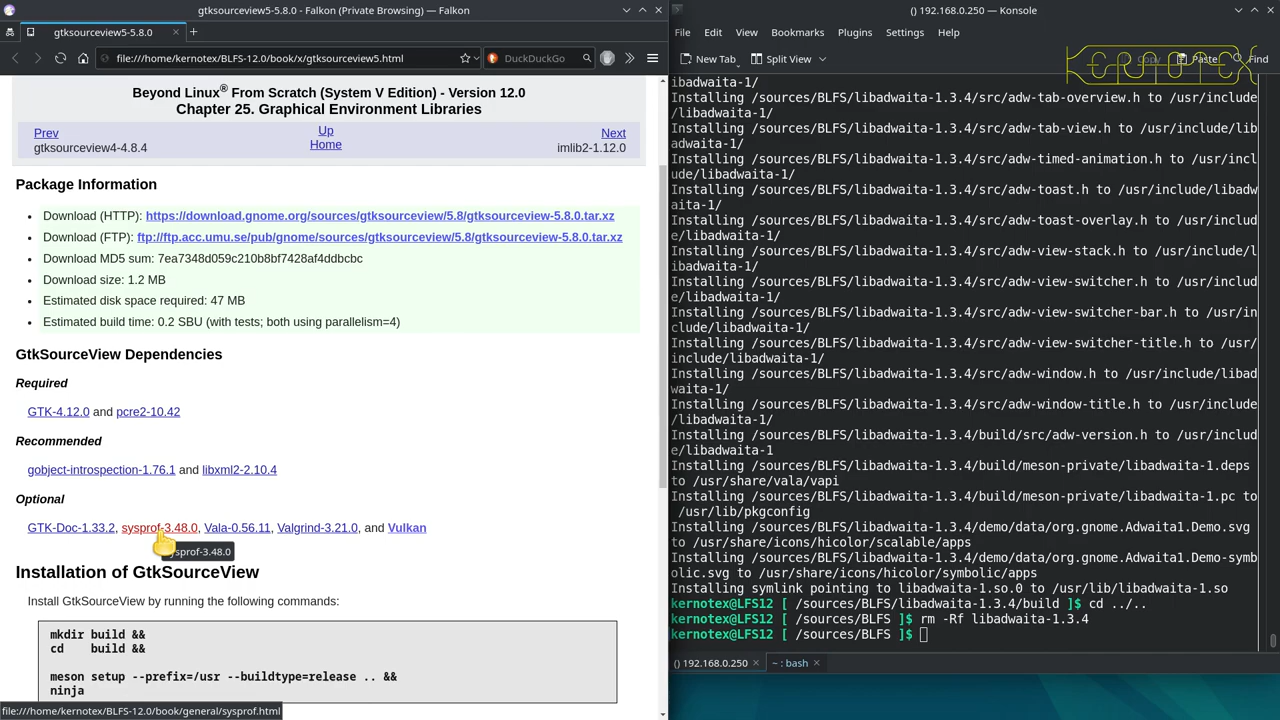 gtksourceview5-5.8.0 - Falkon (Private Browsing) — Falkon
gtksourceview5-5.8.0
file:///home/kernotex/BLFS-12.0/book/x/gtksourceview5.html
DuckDuckGo
Beyond Linux® From Scratch (System V Edition) - Version 12.0
Chapter 25. Graphical Environment Libraries
Prev
Up
Next
gtksourceview4-4.8.4
Home
imlib2-1.12.0
Package Information
• Download (HTTP): https://download.gnome.org/sources/gtksourceview/5.8/gtksourceview-5.8.0.tar.xz
• Download (FTP): ftp://ftp.acc.umu.se/pub/gnome/sources/gtksourceview/5.8/gtksourceview-5.8.0.tar.xz
• Download MD5 sum: 7ea7348d059c210b8bf7428af4ddbcbc
• Download size: 1.2 MB
• Estimated disk space required: 47 MB
• Estimated build time: 0.2 SBU (with tests; both using parallelism=4)
GtkSourceView Dependencies
Required
GTK-4.12.0 and pcre2-10.42
Recommended
gobject-introspection-1.76.1 and libxml2-2.10.4
Optional
GTK-Doc-1.33.2, sysprof-3.48.0, Vala-0.56.11, Valgrind-3.21.0, and Vulkan
sysprof-3.48.0
Installation of GtkSourceView
Install GtkSourceView by running the following commands:
mkdir build &&
cd    build &&
meson setup --prefix=/usr --buildtype=release .. &&
ninja
file:///home/kernotex/BLFS-12.0/book/general/sysprof.html
() 192.168.0.250 — Konsole
File Edit View Bookmarks Plugins Settings Help
New Tab Split View Copy Paste Find
KERNOTEX
ibadwaita-1/
Installing /sources/BLFS/libadwaita-1.3.4/src/adw-tab-overview.h to /usr/include
/libadwaita-1/
Installing /sources/BLFS/libadwaita-1.3.4/src/adw-tab-view.h to /usr/include/lib
adwaita-1/
Installing /sources/BLFS/libadwaita-1.3.4/src/adw-timed-animation.h to /usr/incl
ude/libadwaita-1/
Installing /sources/BLFS/libadwaita-1.3.4/src/adw-toast.h to /usr/include/libadw
aita-1/
Installing /sources/BLFS/libadwaita-1.3.4/src/adw-toast-overlay.h to /usr/includ
e/libadwaita-1/
Installing /sources/BLFS/libadwaita-1.3.4/src/adw-view-stack.h to /usr/include/l
ibadwaita-1/
Installing /sources/BLFS/libadwaita-1.3.4/src/adw-view-switcher.h to /usr/includ
e/libadwaita-1/
Installing /sources/BLFS/libadwaita-1.3.4/src/adw-view-switcher-bar.h to /usr/in
clude/libadwaita-1/
Installing /sources/BLFS/libadwaita-1.3.4/src/adw-view-switcher-title.h to /usr/
include/libadwaita-1/
Installing /sources/BLFS/libadwaita-1.3.4/src/adw-window.h to /usr/include/libad
waita-1/
Installing /sources/BLFS/libadwaita-1.3.4/src/adw-window-title.h to /usr/include
/libadwaita-1/
Installing /sources/BLFS/libadwaita-1.3.4/build/src/adw-version.h to /usr/includ
e/libadwaita-1
Installing /sources/BLFS/libadwaita-1.3.4/build/meson-private/libadwaita-1.deps
to /usr/share/vala/vapi
Installing /sources/BLFS/libadwaita-1.3.4/build/meson-private/libadwaita-1.pc to
/usr/lib/pkgconfig
Installing /sources/BLFS/libadwaita-1.3.4/demo/data/org.gnome.Adwaita1.Demo.svg
to /usr/share/icons/hicolor/scalable/apps
Installing /sources/BLFS/libadwaita-1.3.4/demo/data/org.gnome.Adwaita1.Demo-symb
olic.svg to /usr/share/icons/hicolor/symbolic/apps
Installing symlink pointing to libadwaita-1.so.0 to /usr/lib/libadwaita-1.so
kernotex@LFS12 [ /sources/BLFS/libadwaita-1.3.4/build ]$ cd ../..
kernotex@LFS12 [ /sources/BLFS ]$ rm -Rf libadwaita-1.3.4
kernotex@LFS12 [ /sources/BLFS ]$
() 192.168.0.250
~ : bash